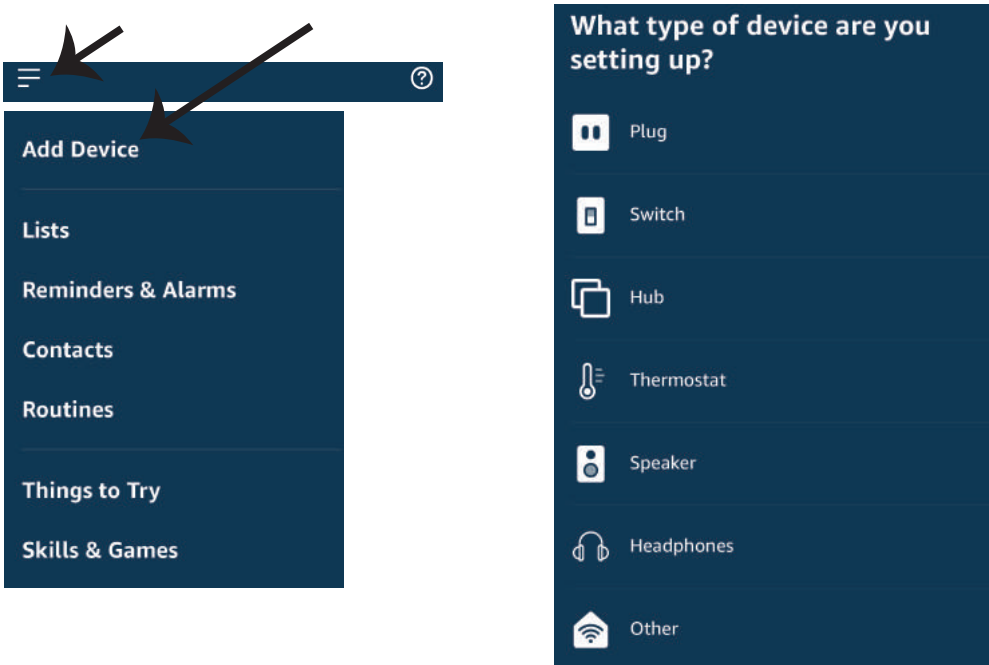 Add Device
Lists
Reminders & Alarms
Contacts
Routines
Things to Try
Skills & Games
What type of device are you
setting up?
Plug
Switch
Hub
Thermostat
Speaker
Headphones
Other